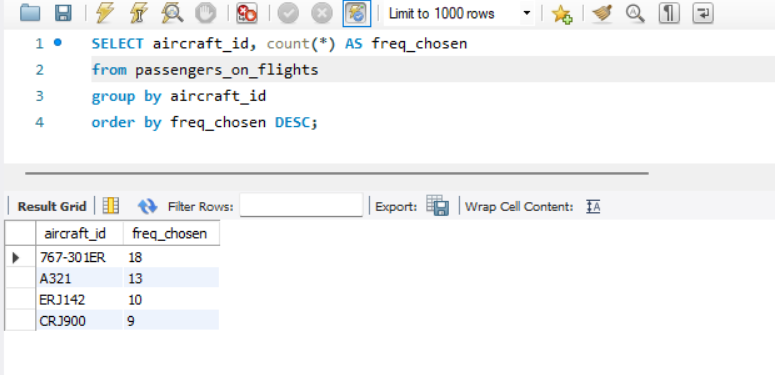 Limit to 1000 rows
1 SELECT aircraft_id, count(*) AS freq_chosen
2 from passengers_on_flights
3 group by aircraft_id
4 order by freq_chosen DESC;
Result Grid Filter Rows: Export: Wrap Cell Content: IA
aircraft_id freq_chosen
767-301ER 18
A321 13
ERJ142 10
CRJ900 9